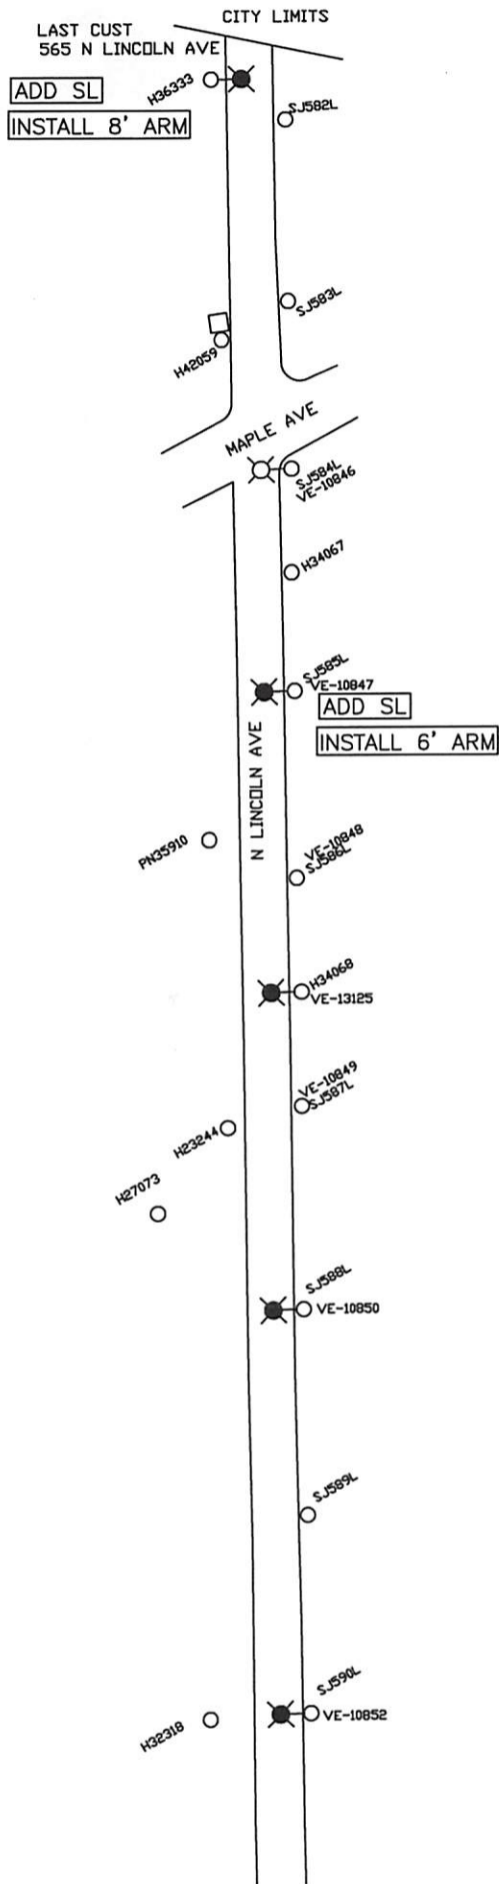 CITY LIMITS
LAST CUST
565 N LINCOLN AVE
ADD SL
INSTALL 8' ARM
H36333
SJ582L
SJ583L
H42059
MAPLE AVE
SJ584L
VE-10846
H34067
SJ585L
VE-10847
ADD SL
INSTALL 6' ARM
N LINCOLN AVE
PN35910
VE-10848
SJ586L
H34068
VE-13125
VE-10849
SJ587L
H23244
H27073
SJ588L
VE-10850
SJ589L
SJ590L
VE-10852
H32318